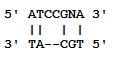 5' ATCCGNA 3'
|| | |
3' TA--CGT 5'